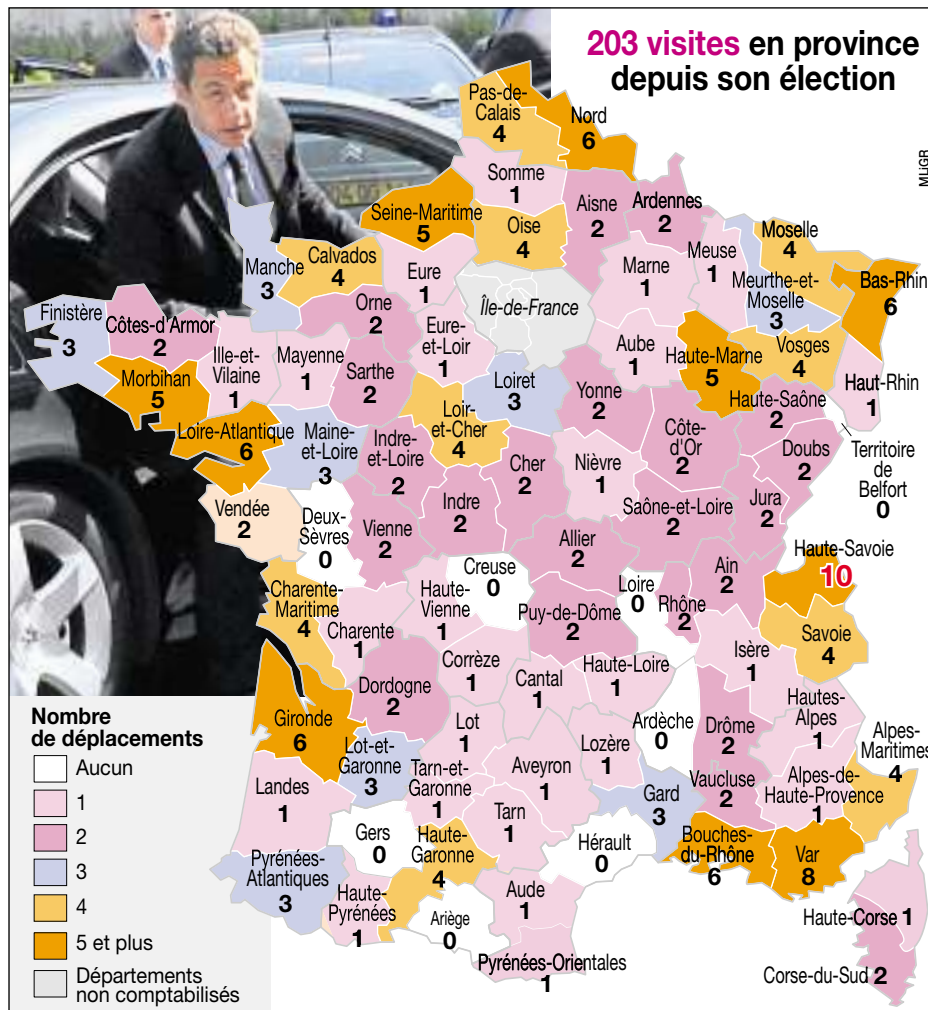 203 visites en province
depuis son élection
MLIGR
Pas-de-
Calais
4
Nord
6
Somme
1
Seine-Maritime
5
Oise
4
Aisne
2
Ardennes
2
Meuse
1
Moselle
4
Meurthe-et-
Moselle
3
Bas-Rhin
6
Manche
3
Calvados
4
Eure
1
Île-de-France
Marne
1
Finistère
3
Côtes-d'Armor
2
Orne
2
Eure-
et-Loir
1
Aube
1
Haute-Marne
5
Vosges
4
Haut-Rhin
1
Morbihan
5
Ille-et-
Vilaine
1
Mayenne
1
Sarthe
2
Loiret
3
Yonne
2
Haute-Saône
2
Territoire
de
Belfort
0
Loire-Atlantique
6
Maine-
et-Loire
3
Indre-
et-Loire
2
Loir-
et-Cher
4
Cher
2
Nièvre
1
Côte-
d'Or
2
Doubs
2
Jura
2
Vendée
2
Deux-
Sèvres
0
Vienne
2
Indre
2
Allier
2
Saône-et-Loire
2
Haute-Savoie
10
Charente-
Maritime
4
Charente
1
Haute-
Vienne
1
Creuse
0
Puy-de-Dôme
2
Loire
0
Rhône
2
Ain
2
Savoie
4
Isère
1
Corrèze
1
Cantal
1
Haute-Loire
1
Dordogne
2
Gironde
6
Lot-et-
Garonne
3
Lot
1
Aveyron
1
Lozère
1
Ardèche
0
Drôme
2
Hautes-
Alpes
1
Alpes-
Maritimes
4
Landes
1
Tarn-et-
Garonne
1
Tarn
1
Gard
3
Vaucluse
2
Alpes-de-
Haute-Provence
1
Gers
0
Haute-
Garonne
4
Hérault
0
Bouches-
du-Rhône
6
Var
8
Pyrénées-
Atlantiques
3
Haute-
Pyrénées
1
Ariège
0
Aude
1
Pyrénées-Orientales
1
Haute-Corse 1
Corse-du-Sud 2
Nombre
de déplacements
Aucun
1
2
3
4
5 et plus
Départements
non comptabilisés